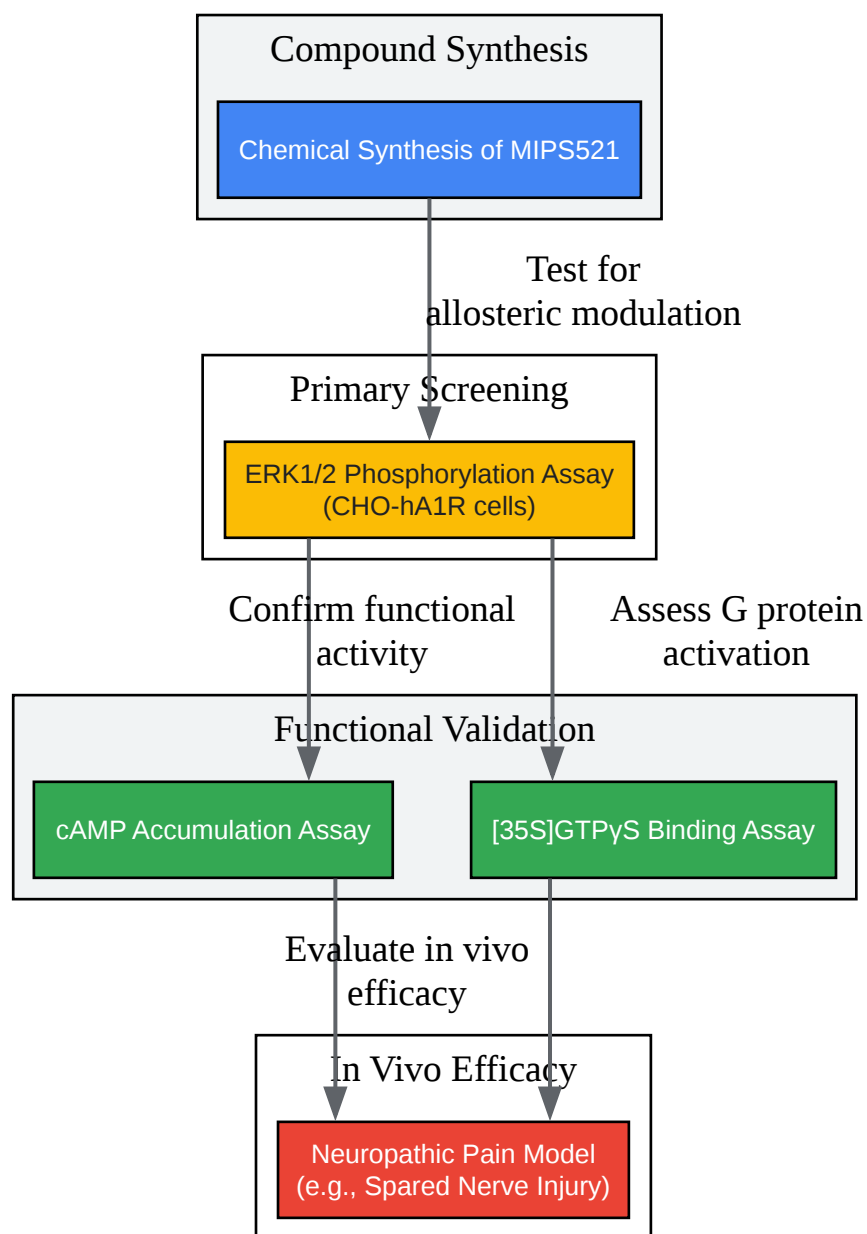 Compound Synthesis
Chemical Synthesis of MIPS521
Test for
allosteric modulation
Primary Screening
ERK1/2 Phosphorylation Assay
(CHO-hA1R cells)
Confirm functional
activity
Assess G protein
activation
Functional Validation
cAMP Accumulation Assay
[35S]GTPγS Binding Assay
Evaluate in vivo
efficacy
In Vivo Efficacy
Neuropathic Pain Model
(e.g., Spared Nerve Injury)